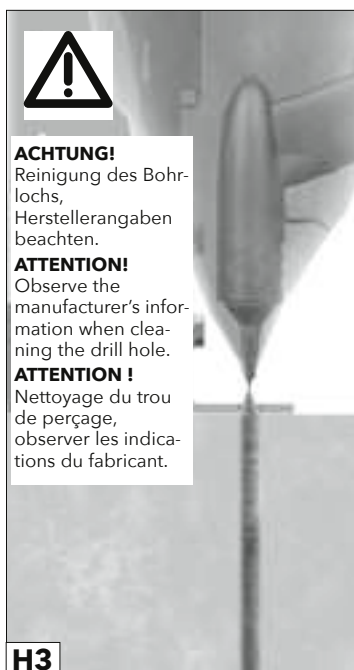 ACHTUNG!
Reinigung des Bohr-
lochs,
Herstellerangaben
beachten.
ATTENTION!
Observe the
manufacturer's infor-
mation when clea-
ning the drill hole.
ATTENTION !
Nettoyage du trou
de perçage,
observer les indica-
tions du fabricant.
H3